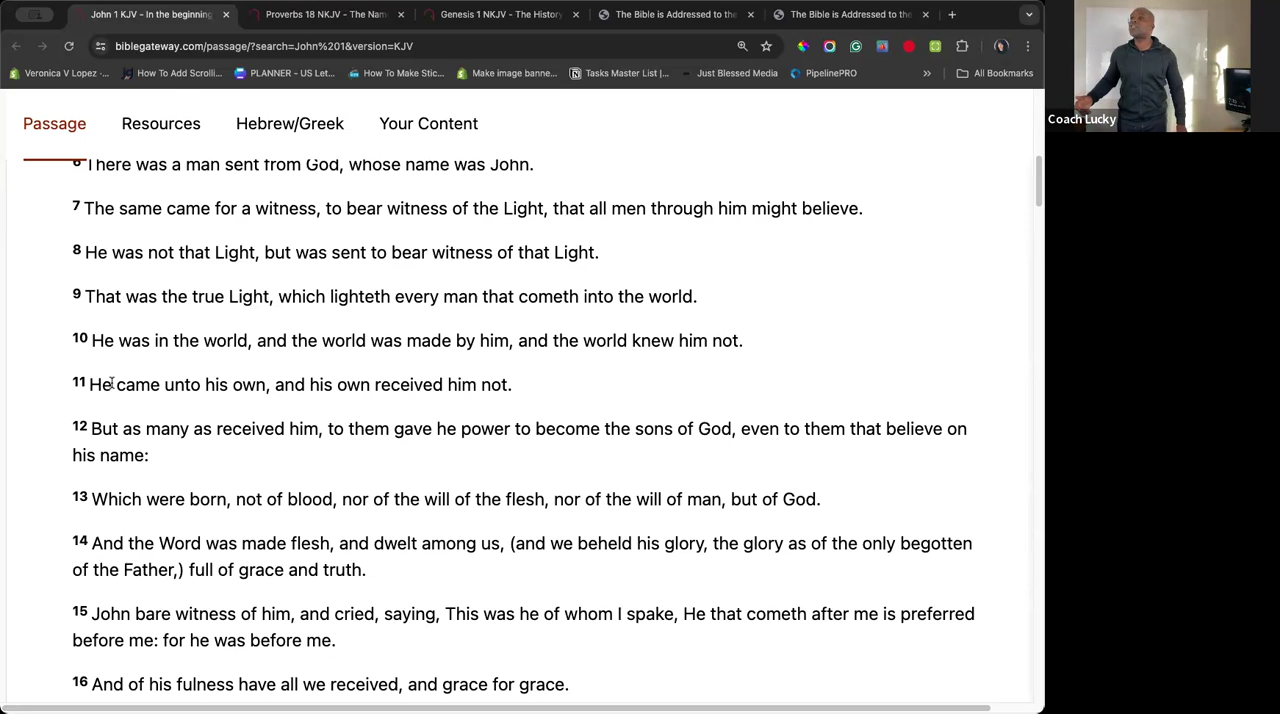 John 1 KJV - In the beginning
Proverbs 18 NKJV - The Nam
Genesis 1 NKJV - The History
The Bible is Addressed to the
The Bible is Addressed to the
biblegateway.com/passage/?search=John%201&version=KJV
Veronica V Lopez -...
How To Add Scrolli...
PLANNER - US Let...
How To Make Stic...
Make image banne...
Tasks Master List |...
Just Blessed Media
PipelinePRO
»
All Bookmarks
Passage
Resources
Hebrew/Greek
Your Content
Coach Lucky
6 There was a man sent from God, whose name was John.
7 The same came for a witness, to bear witness of the Light, that all men through him might believe.
8 He was not that Light, but was sent to bear witness of that Light.
9 That was the true Light, which lighteth every man that cometh into the world.
10 He was in the world, and the world was made by him, and the world knew him not.
11 He came unto his own, and his own received him not.
12 But as many as received him, to them gave he power to become the sons of God, even to them that believe on
his name:
13 Which were born, not of blood, nor of the will of the flesh, nor of the will of man, but of God.
14 And the Word was made flesh, and dwelt among us, (and we beheld his glory, the glory as of the only begotten
of the Father,) full of grace and truth.
15 John bare witness of him, and cried, saying, This was he of whom I spake, He that cometh after me is preferred
before me: for he was before me.
16 And of his fulness have all we received, and grace for grace.